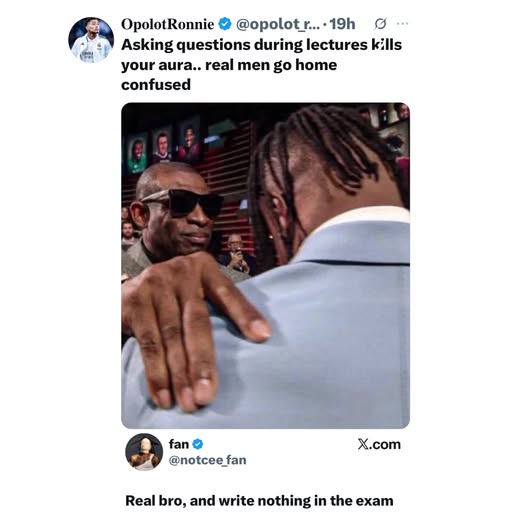 OpolotRonnie @opolot_r... · 19h
Asking questions during lectures kills
your aura.. real men go home
confused
fan
@notcee_fan
X.com
Real bro, and write nothing in the exam